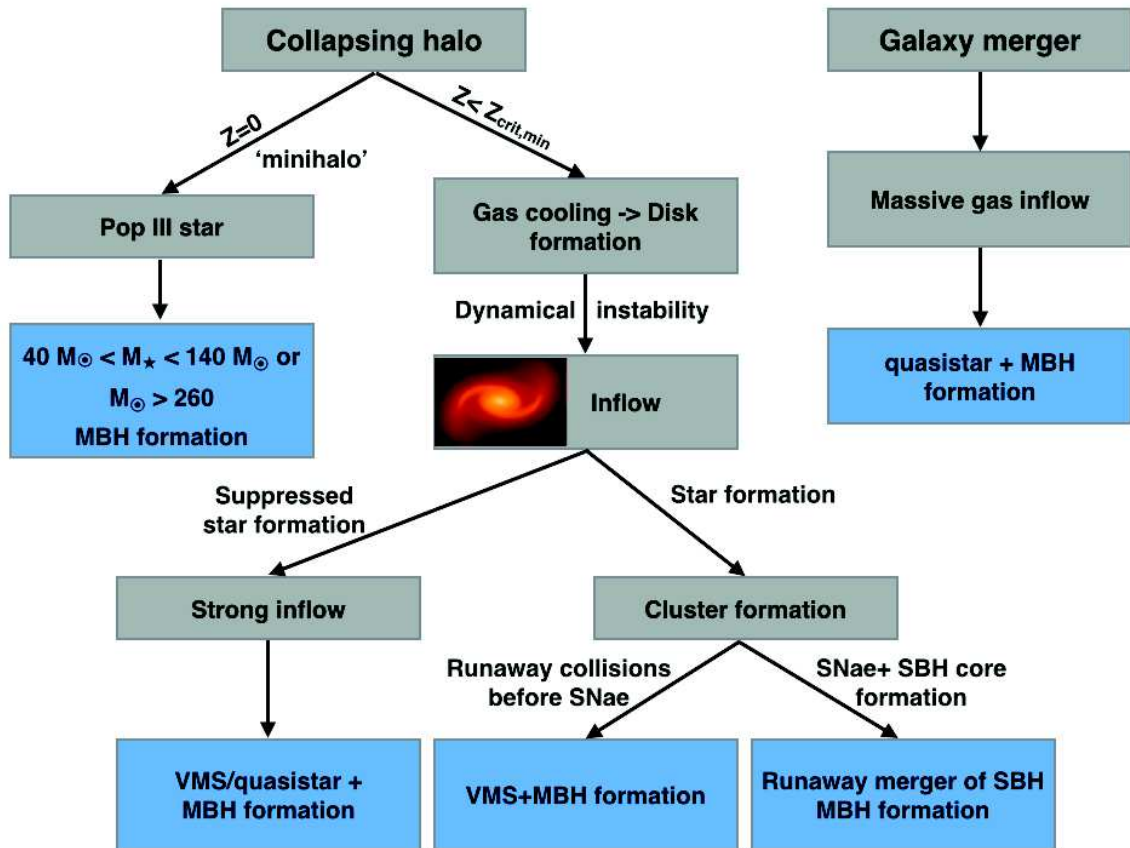 Collapsing halo
Galaxy merger
Z=0
Z< Z_crit,min
'minihalo'
Pop III star
Gas cooling -> Disk
formation
Massive gas inflow
Dynamical instability
40 M☉ < M★ < 140 M☉ or
M☉ > 260
MBH formation
quasistar + MBH
formation
Inflow
Suppressed
star formation
Star formation
Strong inflow
Cluster formation
Runaway collisions
before SNae
SNae+ SBH core
formation
VMS/quasistar +
MBH formation
VMS+MBH formation
Runaway merger of SBH
MBH formation